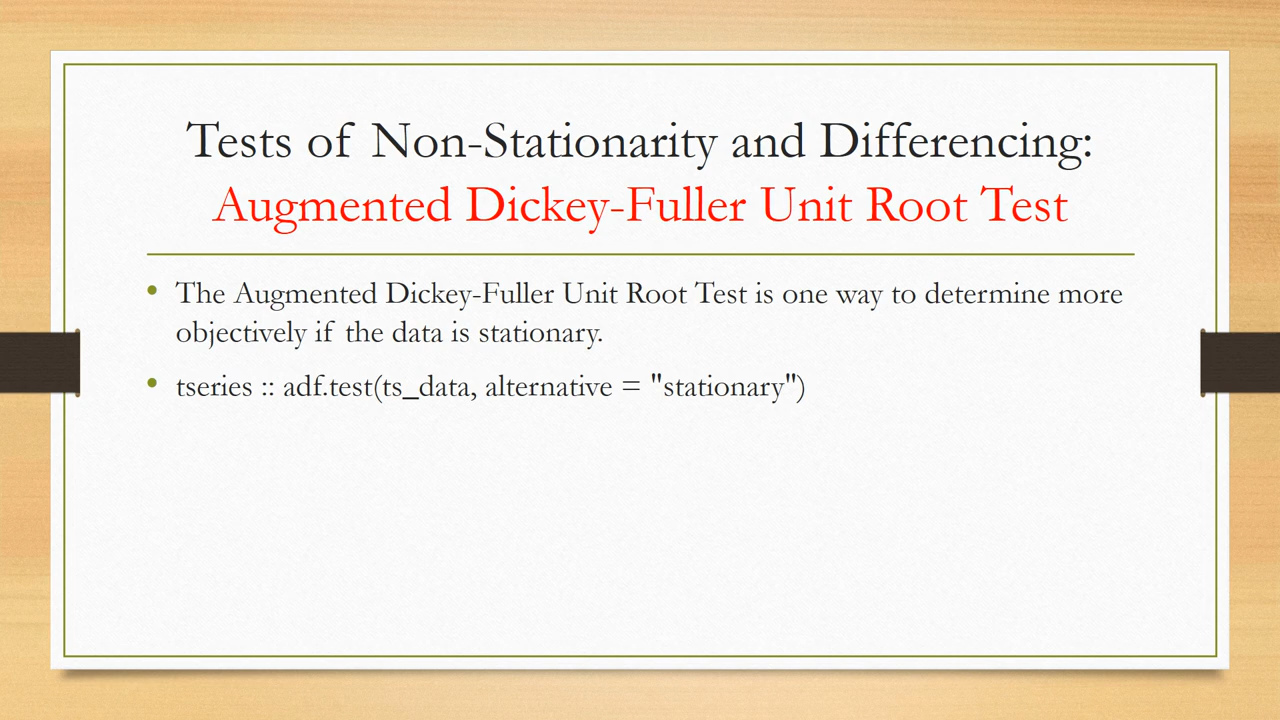 Tests of Non-Stationarity and Differencing:
Augmented Dickey-Fuller Unit Root Test
• The Augmented Dickey-Fuller Unit Root Test is one way to determine more
objectively if the data is stationary.
• tseries :: adf.test(ts_data, alternative = "stationary")